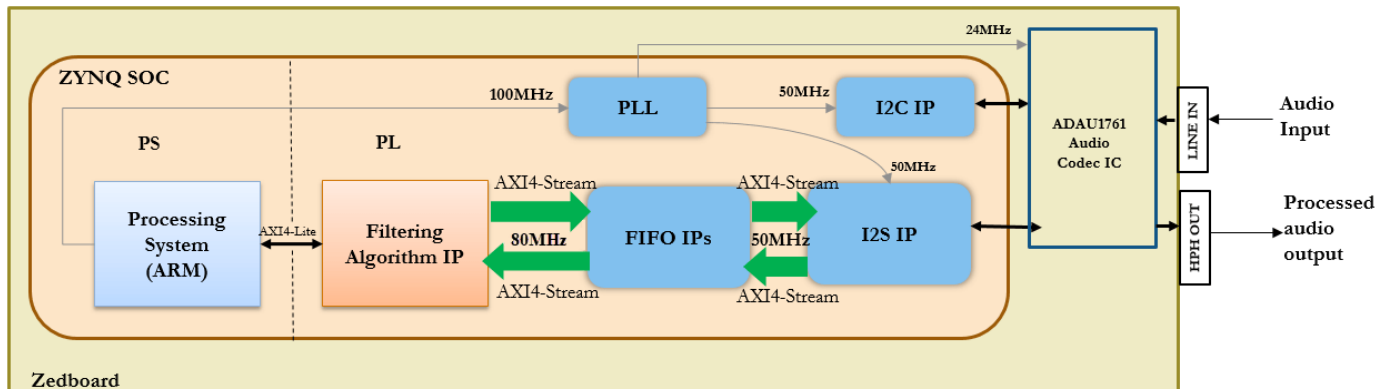 24MHz
ZYNQ SOC
100MHz
PLL
50MHz
I2C IP
ADAU1761
Audio
Codec IC
LINE IN
Audio
Input
PS
PL
50MHz
AXI4-Stream
AXI4-Stream
Processing
System
(ARM)
AXI4-Lite
Filtering
Algorithm IP
80MHz
FIFO IPs
50MHz
I2S IP
HPH OUT
Processed
audio
output
AXI4-Stream
AXI4-Stream
Zedboard